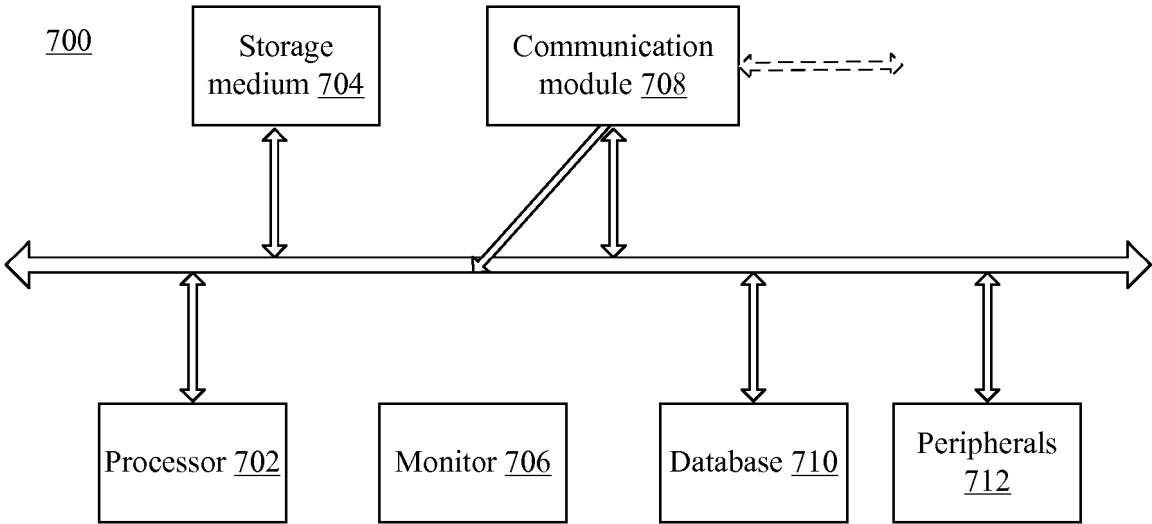 700
Storage
medium 704
Communication
module 708
Processor 702
Monitor 706
Database 710
Peripherals
712